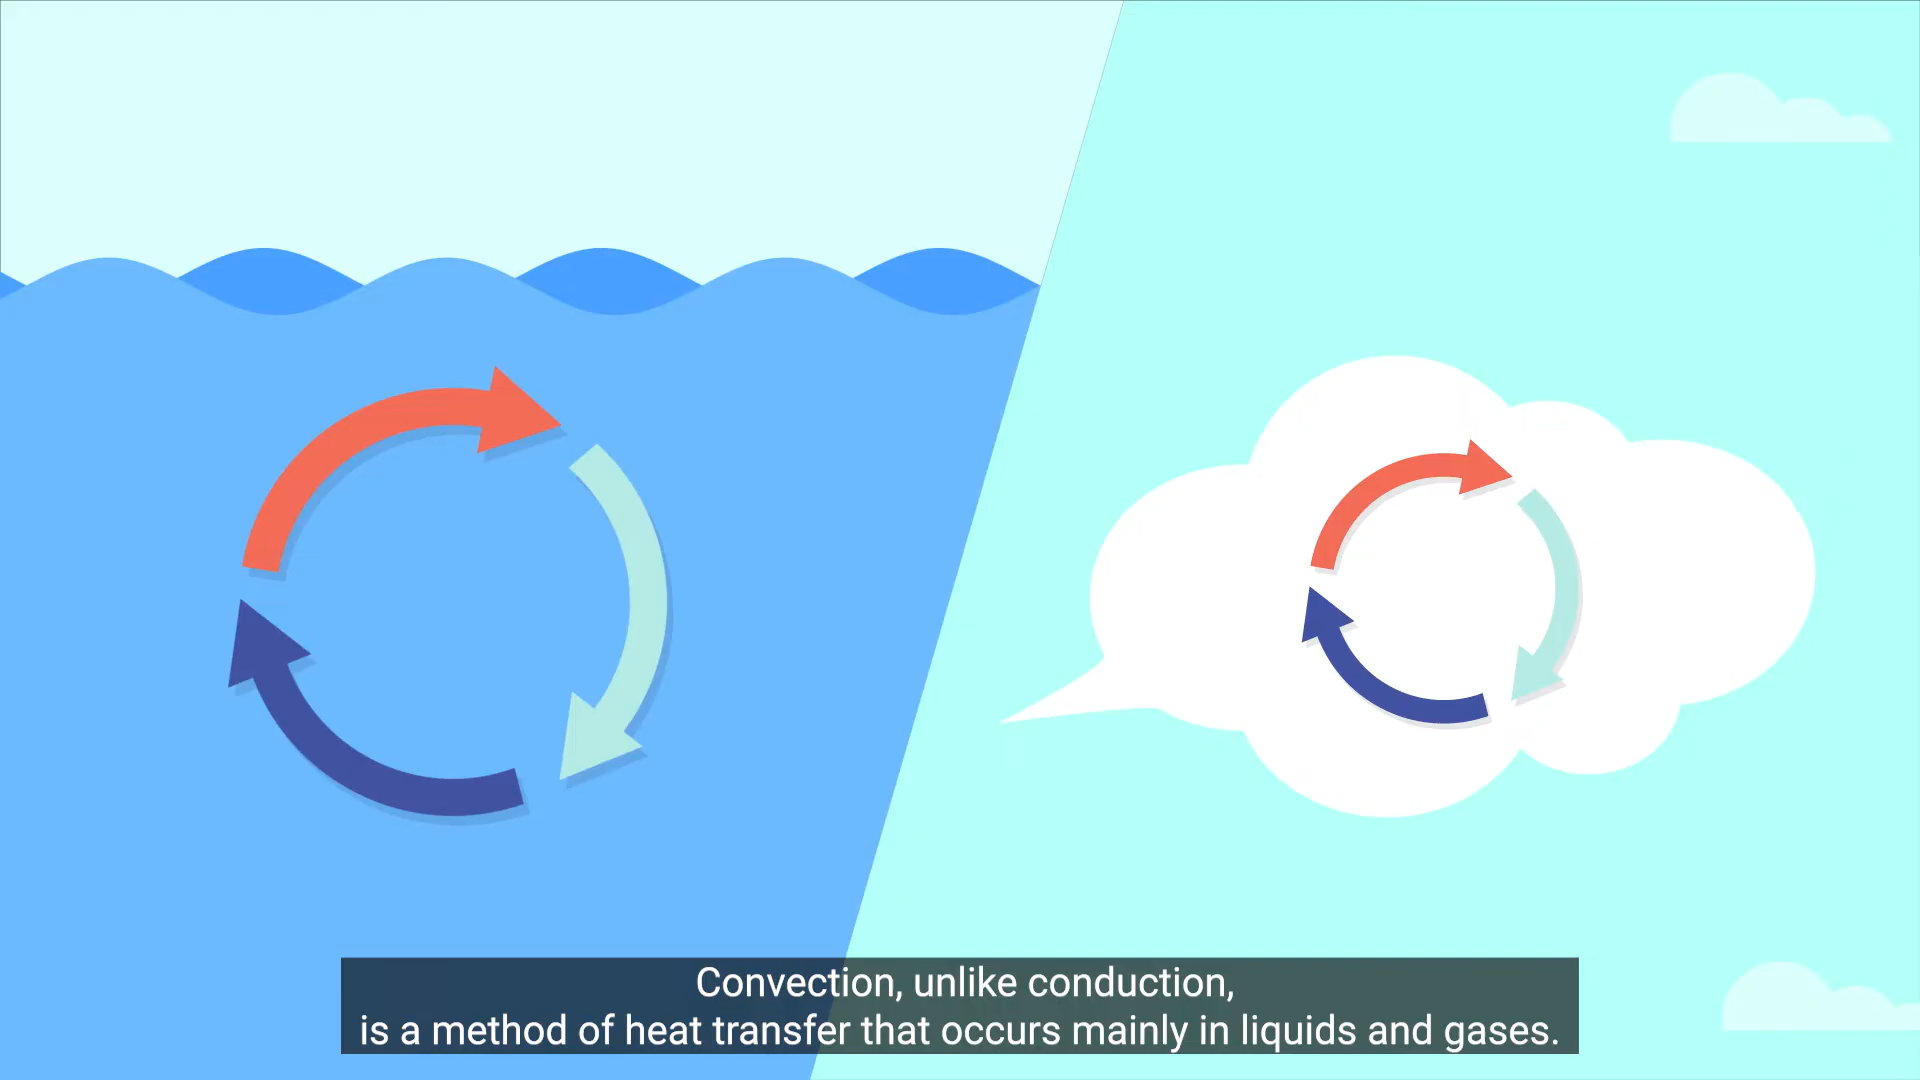 Convection, unlike conduction,
is a method of heat transfer that occurs mainly in liquids and gases.